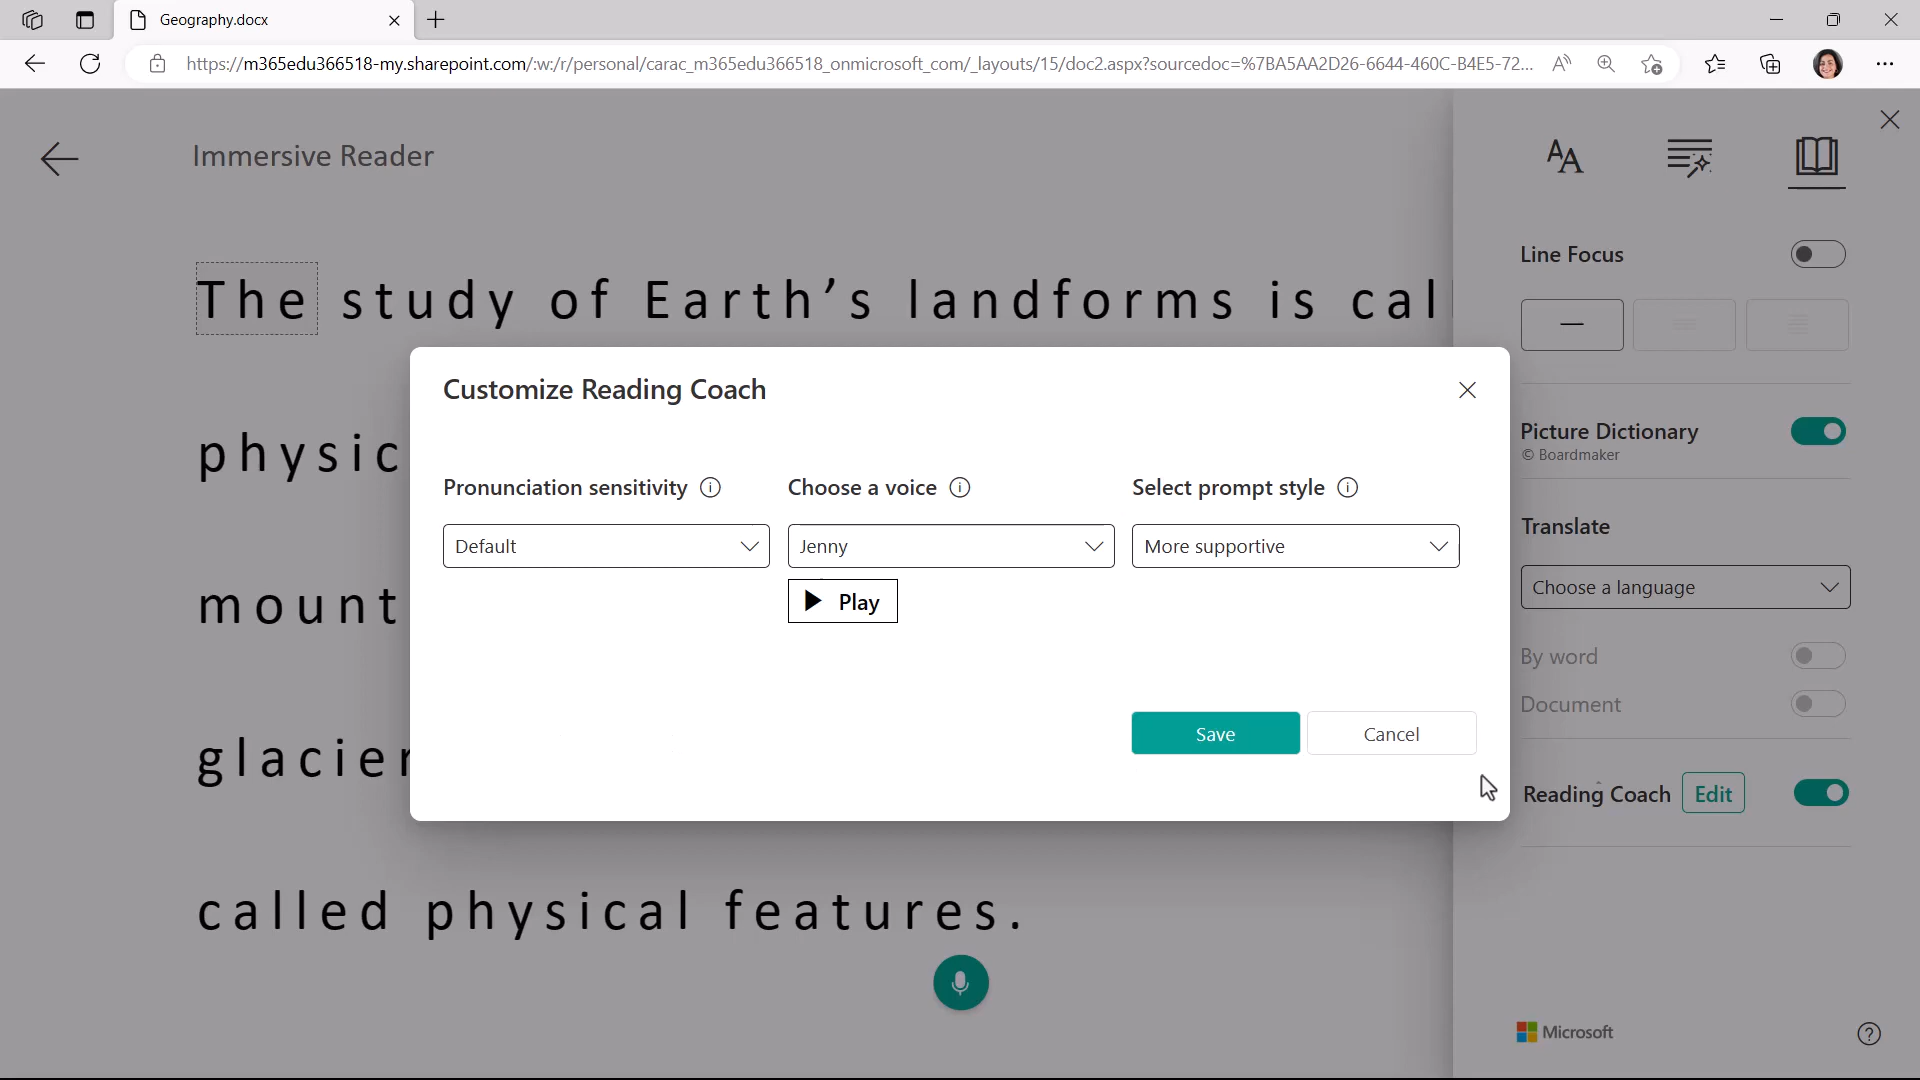 Geography.docx
https://m365edu366518-my.sharepoint.com/:w:/r/personal/carac_m365edu366518_onmicrosoft_com/_layouts/15/doc2.aspx?sourcedoc=%7BA5AA2D26-6644-460C-B4E5-72...
Immersive Reader
The study of Earth’s landforms is cal
physic
mount
glacier
called physical features.
Customize Reading Coach
Pronunciation sensitivity
Default
Choose a voice
Jenny
Play
Select prompt style
More supportive
Save
Cancel
Line Focus
Picture Dictionary
© Boardmaker
Translate
Choose a language
By word
Document
Reading Coach
Edit
Microsoft